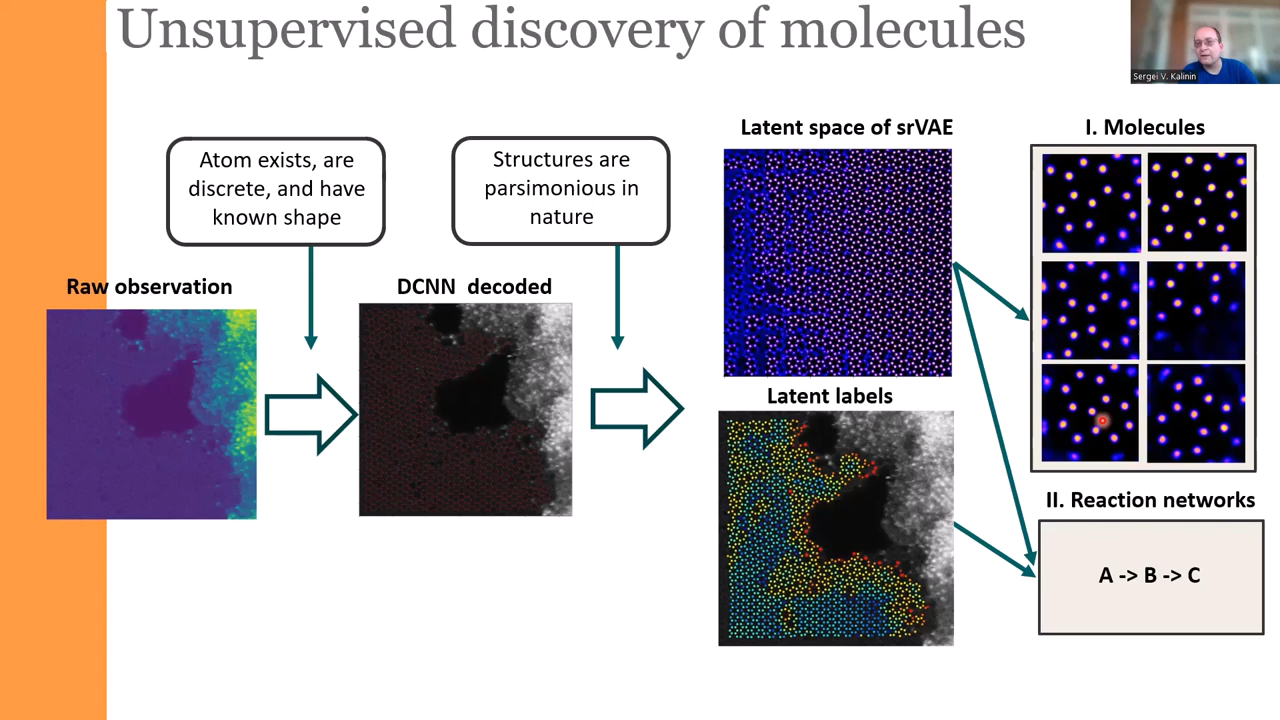 Unsupervised discovery of molecules
Sergei V. Kalinin
Atom exists, are
discrete, and have
known shape
Structures are
parsimonious in
nature
Raw observation
DCNN decoded
Latent space of srVAE
Latent labels
I. Molecules
II. Reaction networks
A -> B -> C